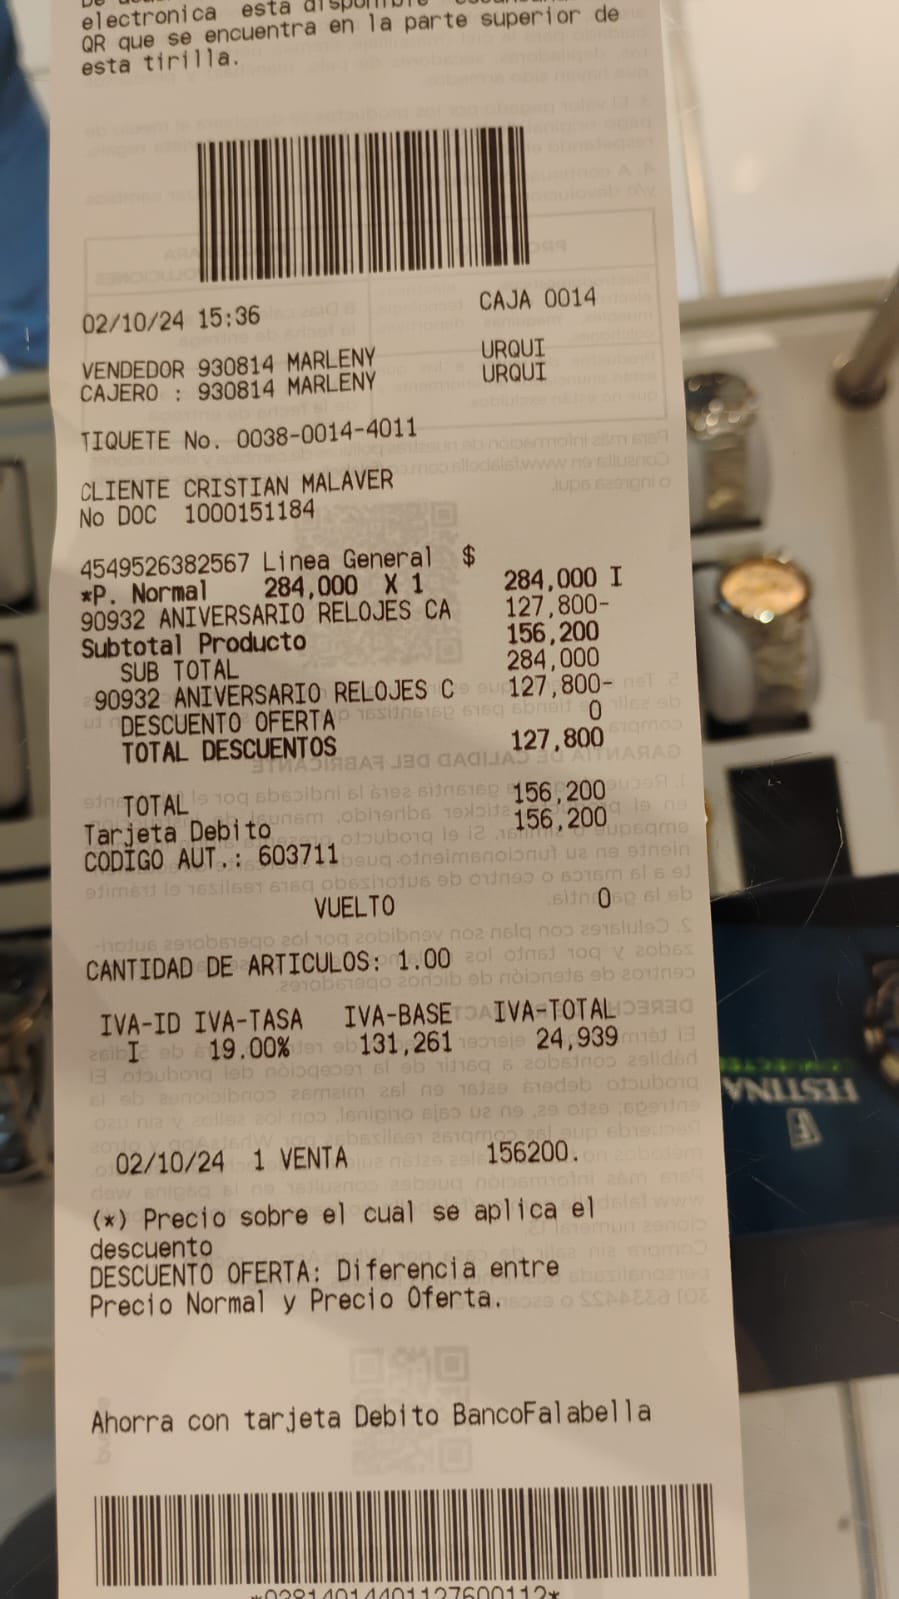 electronica esta disponible
QR que se encuentra en la parte superior de
esta tirilla.
02/10/24 15:36 CAJA 0014
VENDEDOR 930814 MARLENY URQUI
CAJERO : 930814 MARLENY URQUI
TIQUETE No. 0038-0014-4011
CLIENTE CRISTIAN MALAVER
No DOC 1000151184
4549526382567 Linea General $
*P. Normal 284,000 X 1 284,000 I
90932 ANIVERSARIO RELOJES CA 127,800-
Subtotal Producto 156,200
SUB TOTAL 284,000
90932 ANIVERSARIO RELOJES C 127,800-
DESCUENTO OFERTA 0
TOTAL DESCUENTOS 127,800
TOTAL 156,200
Tarjeta Debito 156,200
CODIGO AUT.: 603711
VUELTO 0
CANTIDAD DE ARTICULOS: 1.00
IVA-ID IVA-TASA IVA-BASE IVA-TOTAL
I 19.00% 131,261 24,939
02/10/24 1 VENTA 156200.
(*) Precio sobre el cual se aplica el
descuento
DESCUENTO OFERTA: Diferencia entre
Precio Normal y Precio Oferta.
Ahorra con tarjeta Debito BancoFalabella
FESTINA
CONNECTED